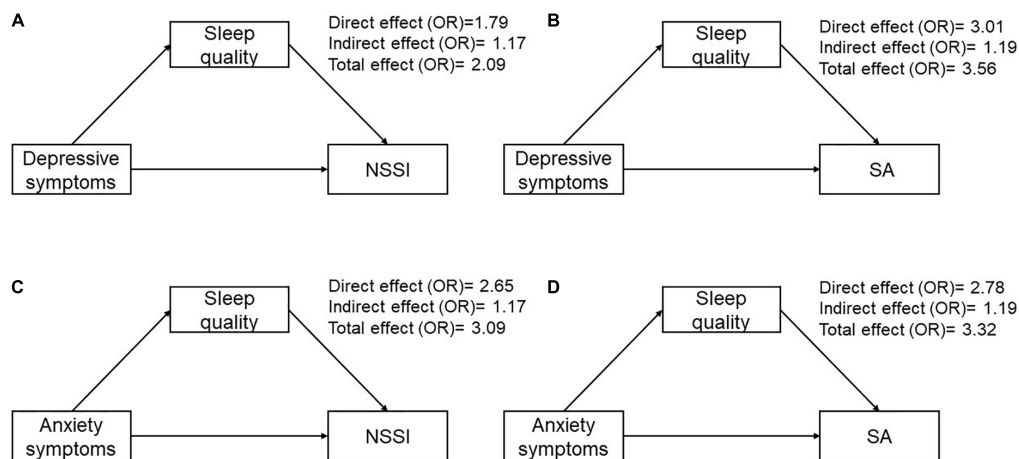 A
Sleep
quality
Direct effect (OR)=1.79
Indirect effect (OR)= 1.17
Total effect (OR)= 2.09
Depressive
symptoms
NSSI
B
Sleep
quality
Direct effect (OR)= 3.01
Indirect effect (OR)= 1.19
Total effect (OR)= 3.56
Depressive
symptoms
SA
C
Sleep
quality
Direct effect (OR)= 2.65
Indirect effect (OR)= 1.17
Total effect (OR)= 3.09
Anxiety
symptoms
NSSI
D
Sleep
quality
Direct effect (OR)= 2.78
Indirect effect (OR)= 1.19
Total effect (OR)= 3.32
Anxiety
symptoms
SA